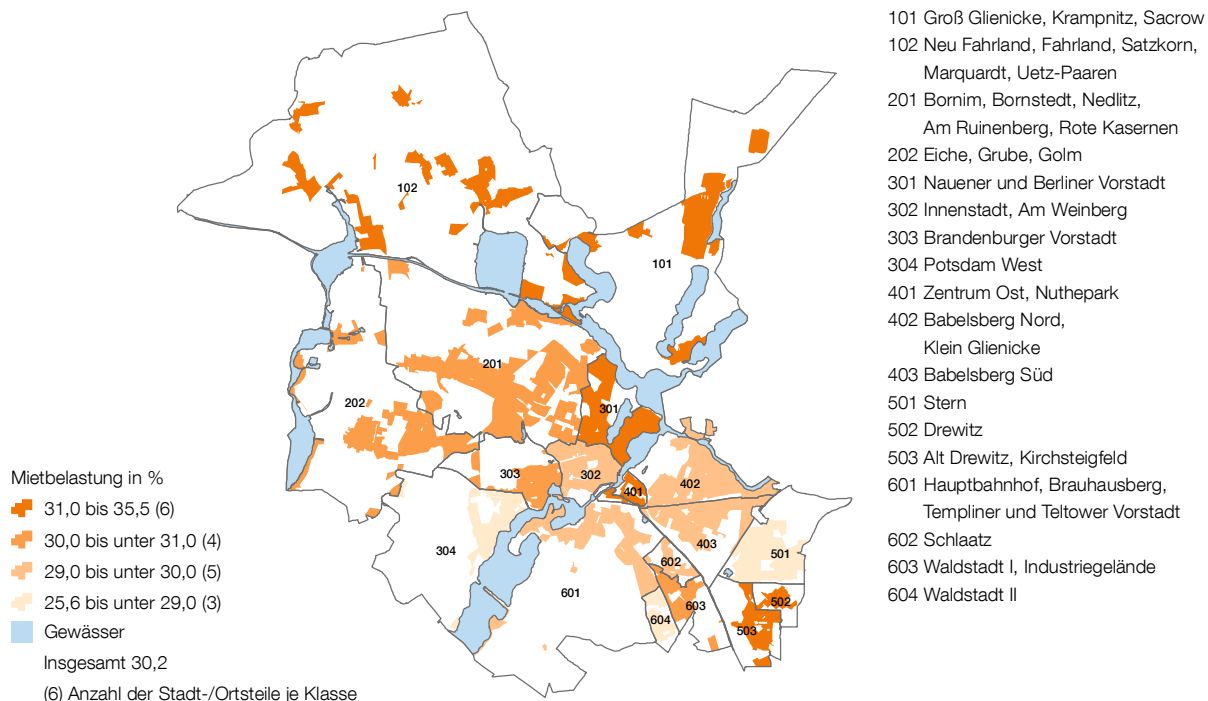 101 Groß Glienicke, Krampnitz, Sacrow
102 Neu Fahrland, Fahrland, Satzkorn,
Marquardt, Uetz-Paaren
201 Bornim, Bornstedt, Nedlitz,
Am Ruinenberg, Rote Kasernen
202 Eiche, Grube, Golm
301 Nauener und Berliner Vorstadt
302 Innenstadt, Am Weinberg
303 Brandenburger Vorstadt
304 Potsdam West
401 Zentrum Ost, Nuthepark
402 Babelsberg Nord,
Klein Glienicke
403 Babelsberg Süd
501 Stern
502 Drewitz
503 Alt Drewitz, Kirchsteigfeld
601 Hauptbahnhof, Brauhausberg,
Templiner und Teltower Vorstadt
602 Schlaatz
603 Waldstadt I, Industriegelände
604 Waldstadt II
102
101
201
202
301
303
302
401
402
304
403
501
602
601
603
604
502
503
Mietbelastung in %
31,0 bis 35,5 (6)
30,0 bis unter 31,0 (4)
29,0 bis unter 30,0 (5)
25,6 bis unter 29,0 (3)
Gewässer
Insgesamt 30,2
(6) Anzahl der Stadt-/Ortsteile je Klasse